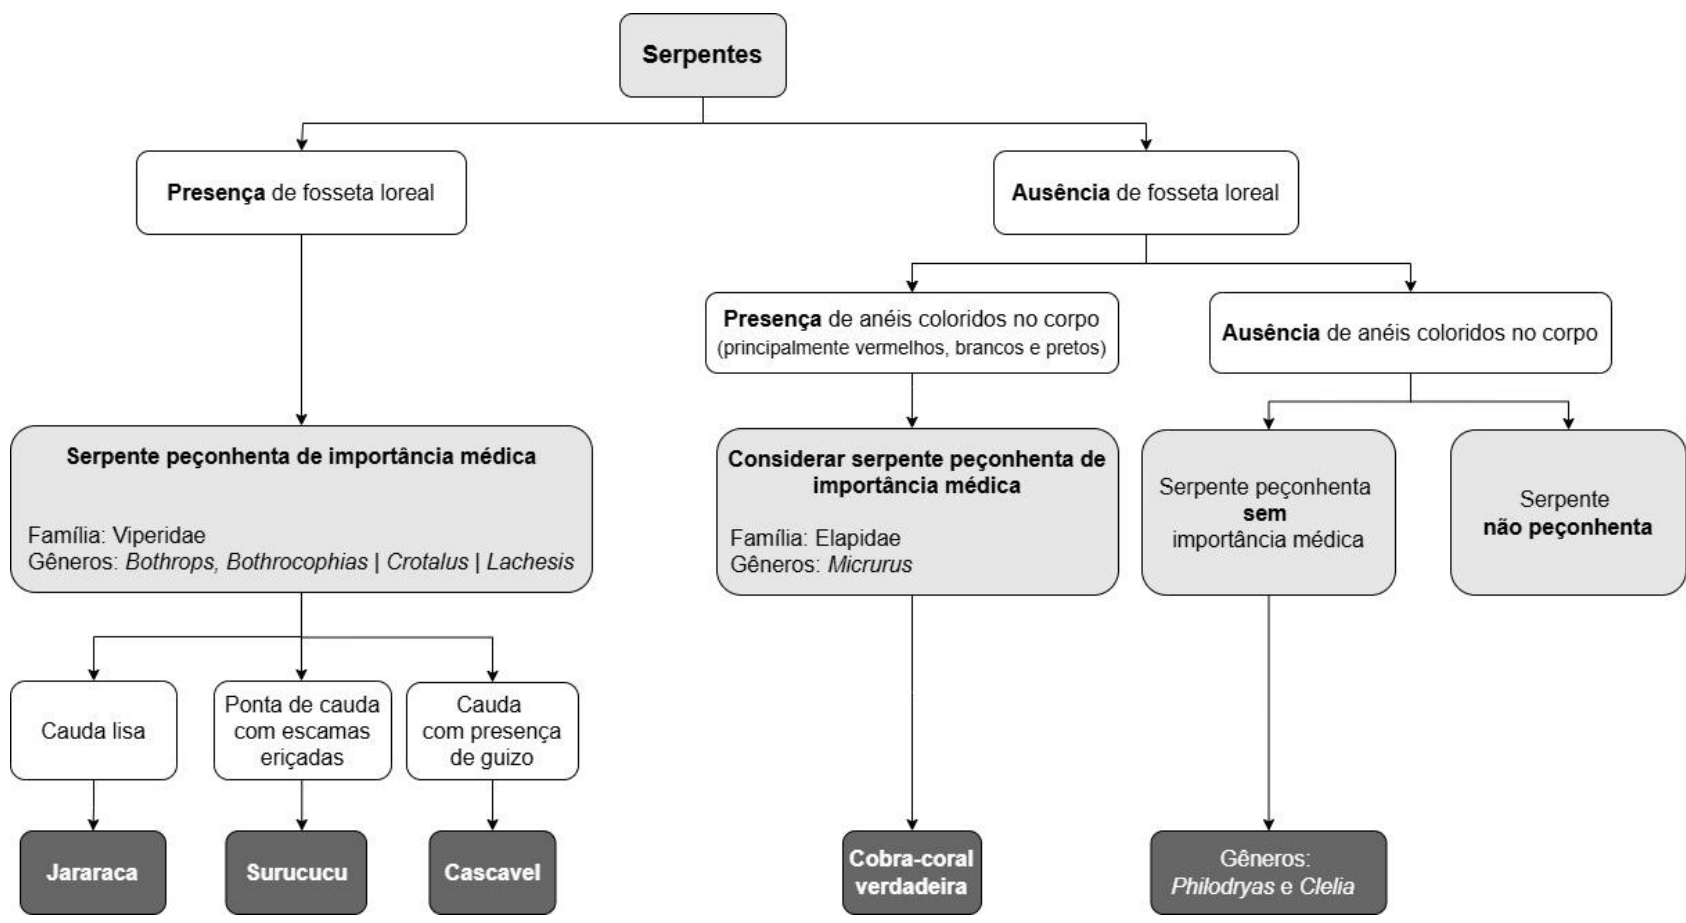 Serpentes
Presença de fosseta loreal
Ausência de fosseta loreal
Presença de anéis coloridos no corpo
(principalmente vermelhos, brancos e pretos)
Ausência de anéis coloridos no corpo
Serpente peçonhenta de importância médica
Família: Viperidae
Gêneros: Bothrops, Bothrocophias | Crotalus | Lachesis
Considerar serpente peçonhenta de
importância médica
Família: Elapidae
Gêneros: Micrurus
Serpente peçonhenta
sem
importância médica
Serpente
não peçonhenta
Cauda lisa
Ponta de cauda
com escamas
eriçadas
Cauda
com presença
de guizo
Jararaca
Surucucu
Cascavel
Cobra-coral
verdadeira
Gêneros:
Philodryas e Clelia